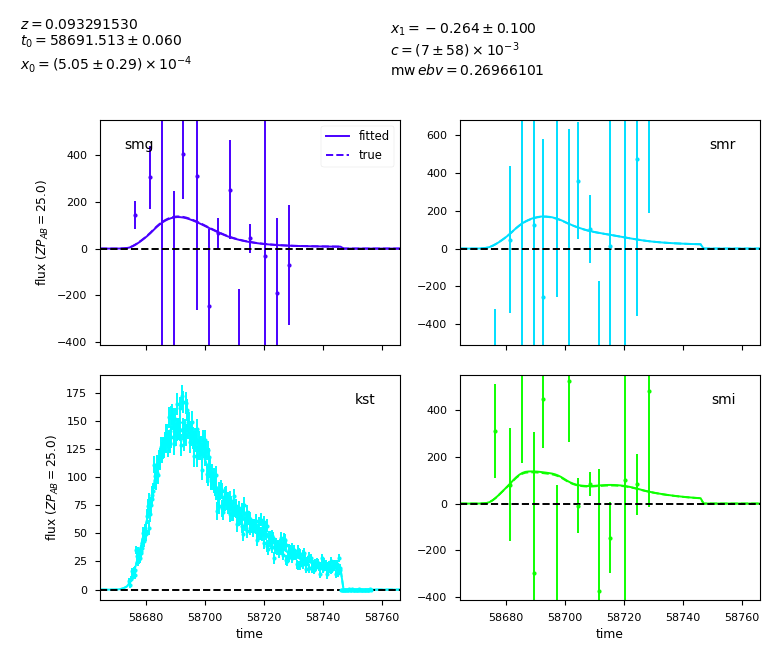 z = 0.093291530
t₀ = 58691.513 ± 0.060
x₀ = (5.05 ± 0.29) × 10⁻⁴
x₁ = −0.264 ± 0.100
c = (7 ± 58) × 10⁻³
mw ebv = 0.26966101
smg
fitted
true
400
200
0
−200
−400
flux (ZP_AB = 25.0)
smr
600
400
200
0
−200
−400
kst
175
150
125
100
75
50
25
0
flux (ZP_AB = 25.0)
58680 58700 58720 58740 58760
time
smi
400
200
0
−200
−400
58680 58700 58720 58740 58760
time